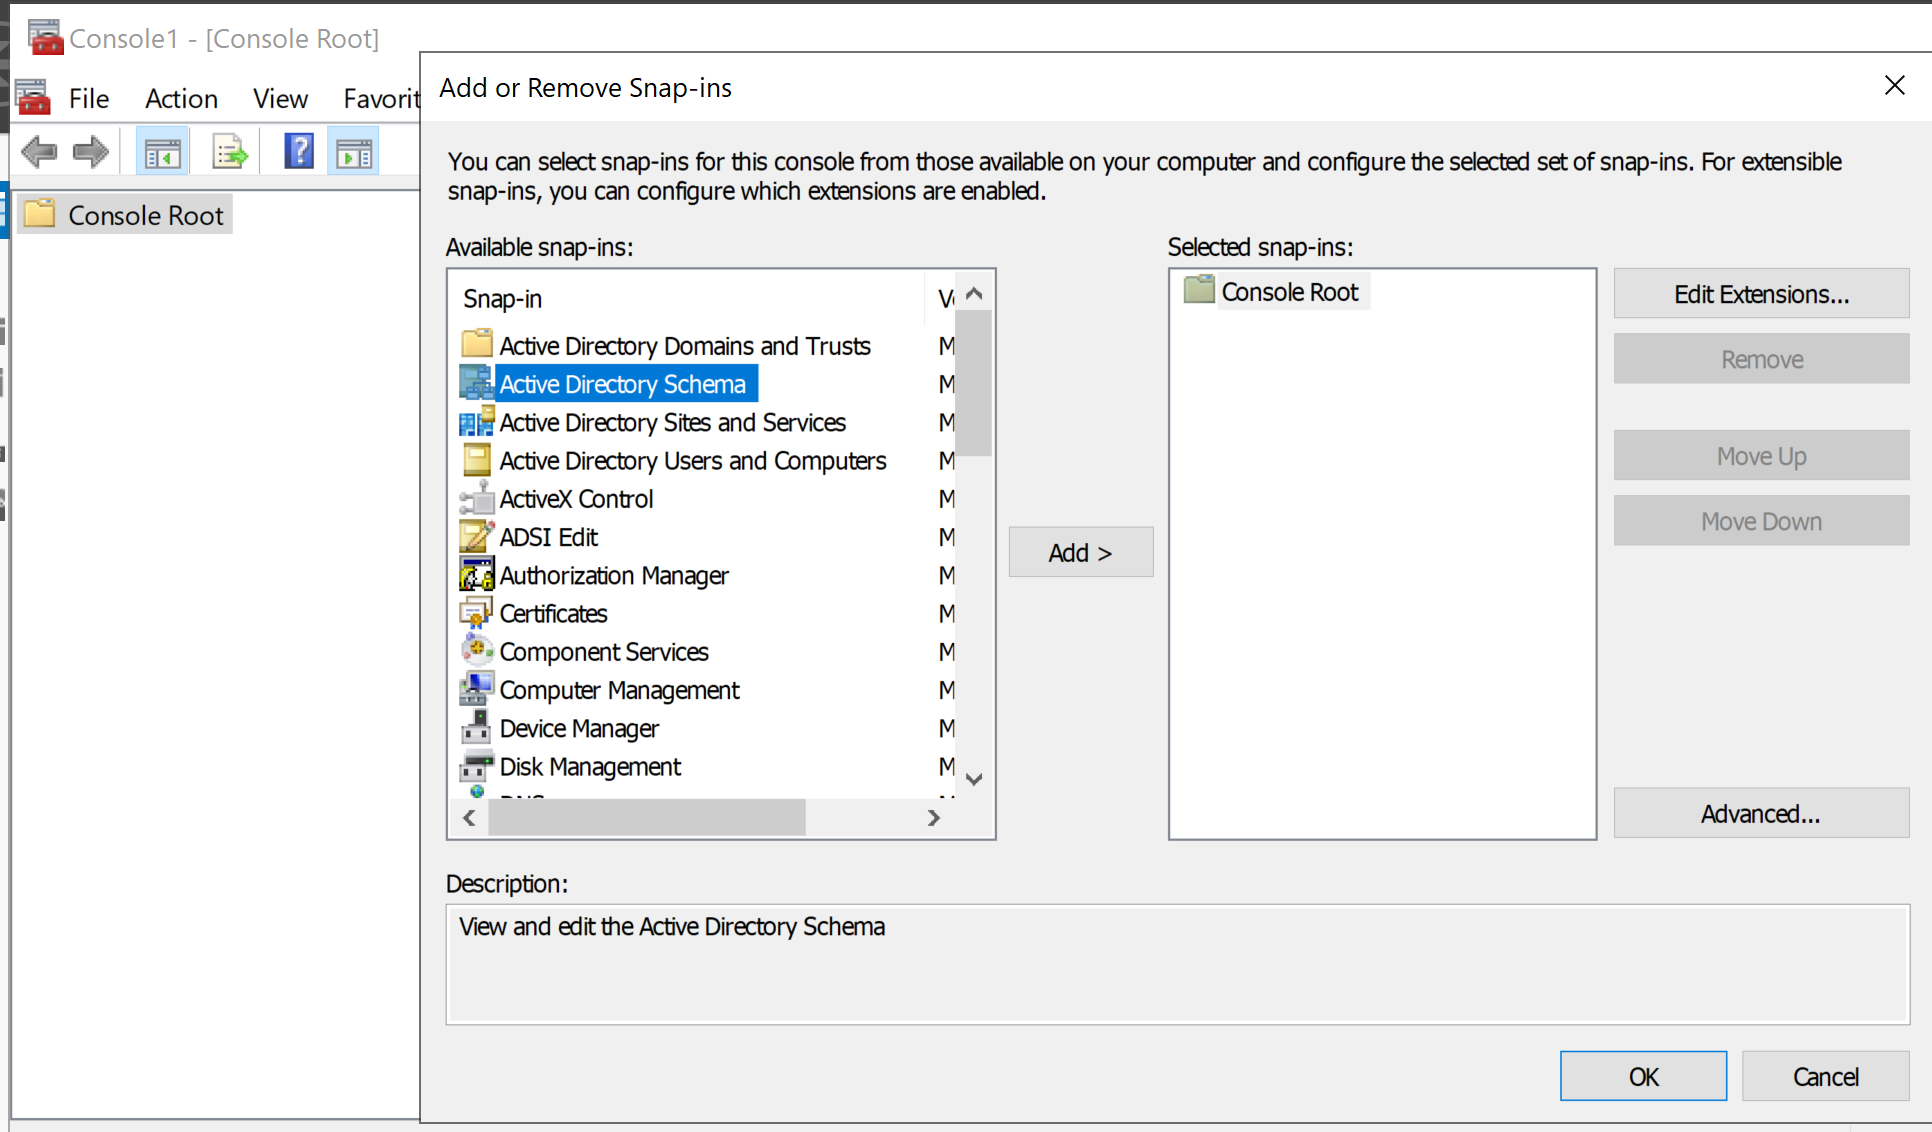 Console1 - [Console Root]
File Action View Favorit
Console Root
Add or Remove Snap-ins
You can select snap-ins for this console from those available on your computer and configure the selected set of snap-ins. For extensible
snap-ins, you can configure which extensions are enabled.
Available snap-ins:
Snap-in
Active Directory Domains and Trusts M
Active Directory Schema M
Active Directory Sites and Services M
Active Directory Users and Computers M
ActiveX Control M
ADSI Edit M
Authorization Manager M
Certificates M
Component Services M
Computer Management M
Device Manager M
Disk Management M
Add >
Selected snap-ins:
Console Root
Edit Extensions...
Remove
Move Up
Move Down
Advanced...
Description:
View and edit the Active Directory Schema
OK
Cancel